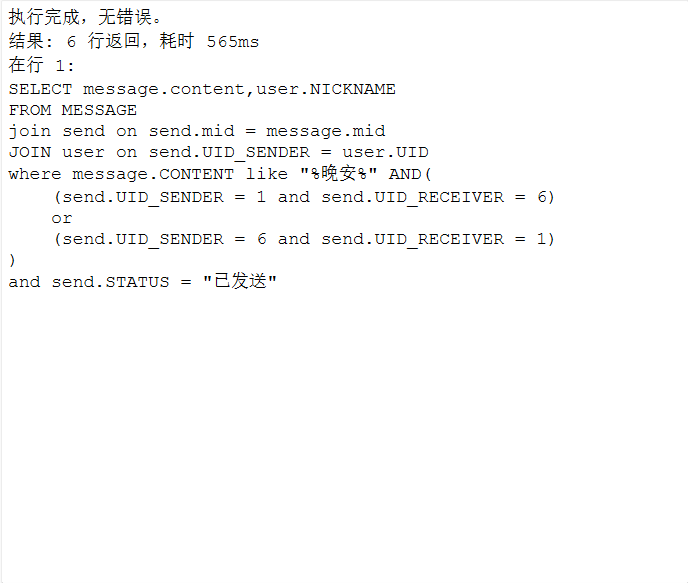 执行完成，无错误。
结果: 6 行返回，耗时 565ms
在行 1:
SELECT message.content,user.NICKNAME
FROM MESSAGE
join send on send.mid = message.mid
JOIN user on send.UID_SENDER = user.UID
where message.CONTENT like "%晚安%" AND(
    (send.UID_SENDER = 1 and send.UID_RECEIVER = 6)
    or
    (send.UID_SENDER = 6 and send.UID_RECEIVER = 1)
)
and send.STATUS = "已发送"